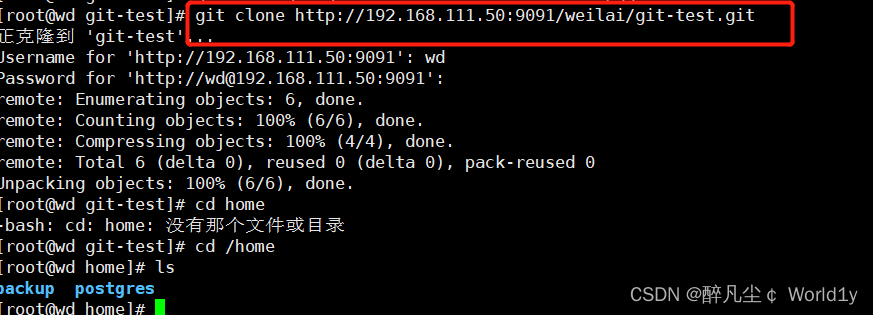 [root@wd git-test]# git clone http://192.168.111.50:9091/weilai/git-test.git
正克隆到 'git-test'...
Username for 'http://192.168.111.50:9091': wd
Password for 'http://wd@192.168.111.50:9091':
remote: Enumerating objects: 6, done.
remote: Counting objects: 100% (6/6), done.
remote: Compressing objects: 100% (4/4), done.
remote: Total 6 (delta 0), reused 0 (delta 0), pack-reused 0
Unpacking objects: 100% (6/6), done.
[root@wd git-test]# cd home
-bash: cd: home: 没有那个文件或目录
[root@wd git-test]# cd /home
[root@wd home]# ls
backup  postgres
[root@wd home]#
CSDN @醉凡尘￠ World1y